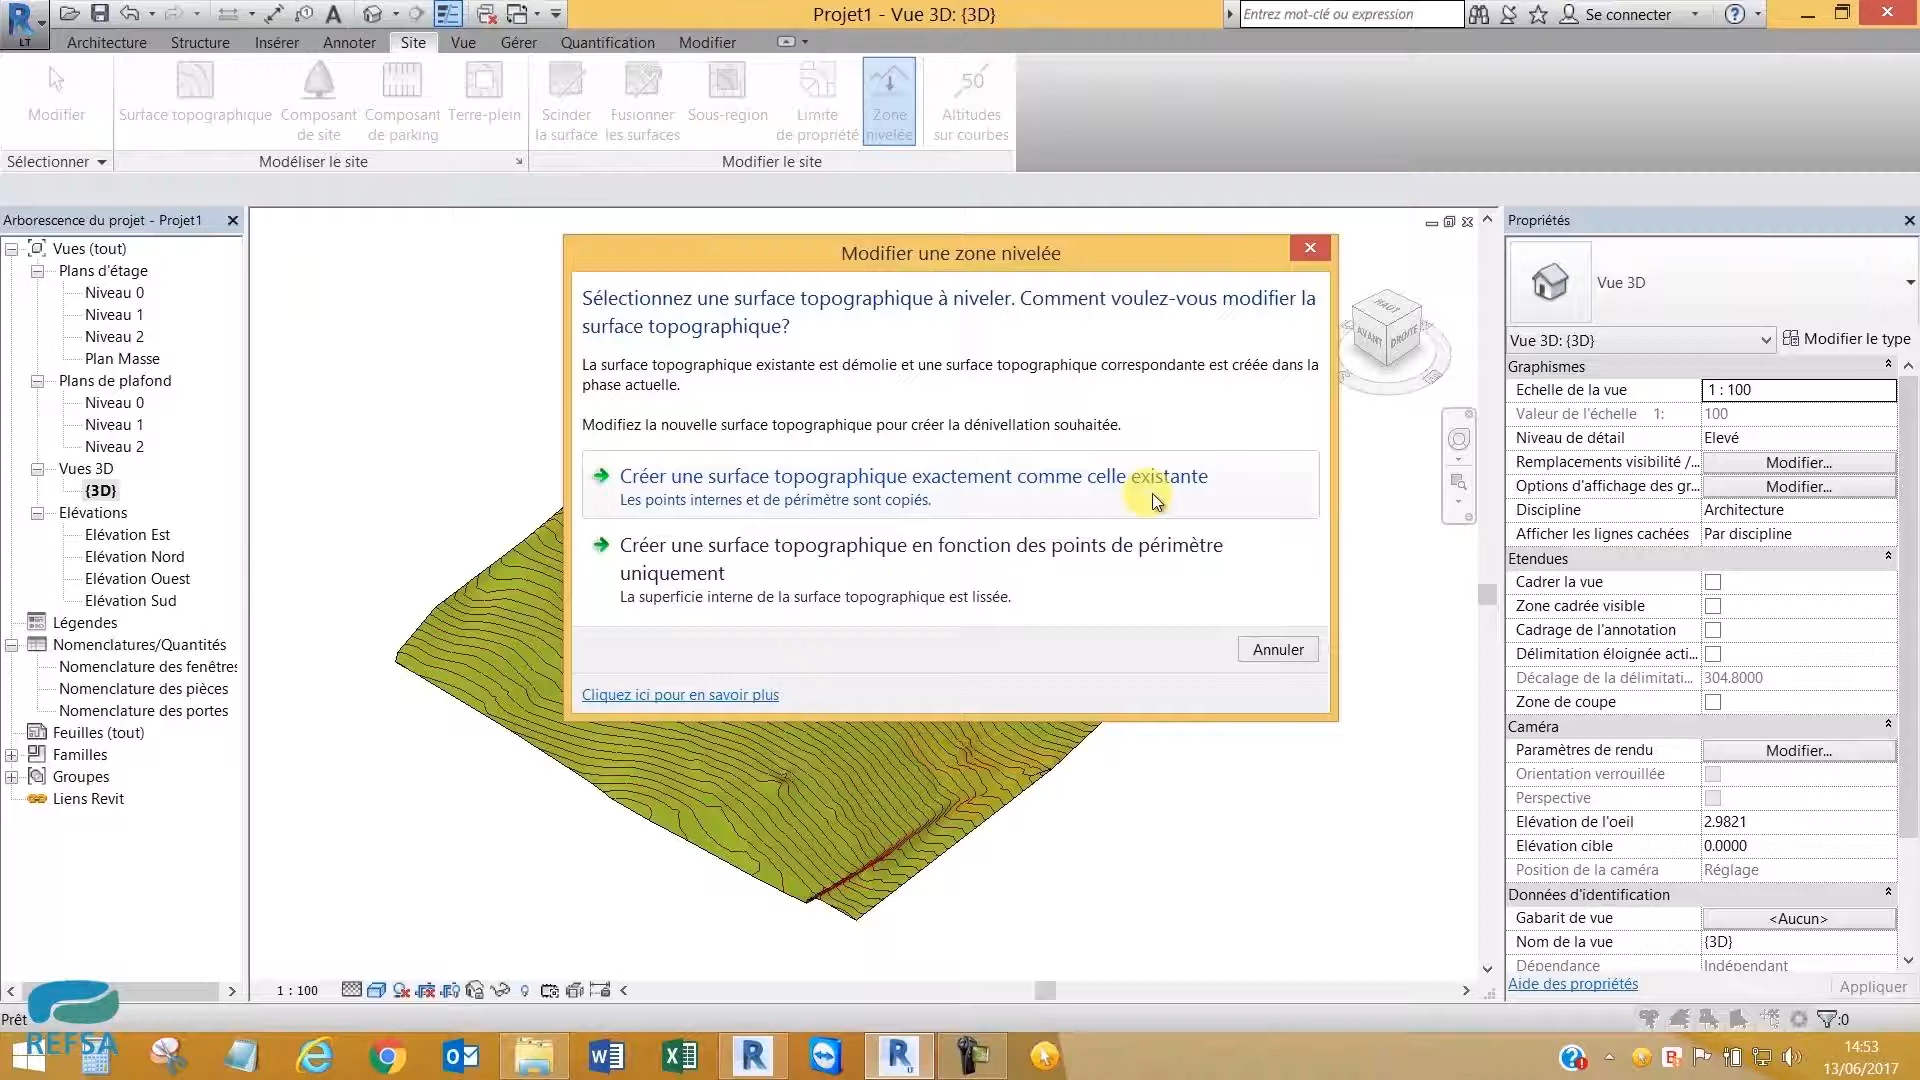 LT
Projet1 - Vue 3D: {3D}
Entrez mot-clé ou expression
Se connecter
Architecture
Structure
Insérer
Annoter
Site
Vue
Gérer
Quantification
Modifier
Modifier
Surface topographique
Composant
de site
Composant
de parking
Terre-plein
Scinder
la surface
Fusionner
les surfaces
Sous-region
Limite
de propriété
Zone
nivelée
50
Altitudes
sur courbes
Sélectionner
Modéliser le site
Modifier le site
Arborescence du projet - Projet1
Vues (tout)
Plans d'étage
Niveau 0
Niveau 1
Niveau 2
Plan Masse
Plans de plafond
Niveau 0
Niveau 1
Niveau 2
Vues 3D
{3D}
Elévations
Elévation Est
Elévation Nord
Elévation Ouest
Elévation Sud
Légendes
Nomenclatures/Quantités
Nomenclature des fenêtres
Nomenclature des pièces
Nomenclature des portes
Feuilles (tout)
Familles
Groupes
Liens Revit
Modifier une zone nivelée
Sélectionnez une surface topographique à niveler. Comment voulez-vous modifier la
surface topographique?
La surface topographique existante est démolie et une surface topographique correspondante est créée dans la
phase actuelle.
Modifiez la nouvelle surface topographique pour créer la dénivellation souhaitée.
Créer une surface topographique exactement comme celle existante
Les points internes et de périmètre sont copiés.
Créer une surface topographique en fonction des points de périmètre
uniquement
La superficie interne de la surface topographique est lissée.
Annuler
Cliquez ici pour en savoir plus
HAUT
AVANT
DROITE
Propriétés
Vue 3D
Vue 3D: {3D}
Modifier le type
Graphismes
Echelle de la vue
1 : 100
Valeur de l'échelle 1:
100
Niveau de détail
Elevé
Remplacements visibilité /...
Modifier...
Options d'affichage des gr...
Modifier...
Discipline
Architecture
Afficher les lignes cachées
Par discipline
Etendues
Cadrer la vue
Zone cadrée visible
Cadrage de l'annotation
Délimitation éloignée acti...
Décalage de la délimitati...
304.8000
Zone de coupe
Caméra
Paramètres de rendu
Modifier...
Orientation verrouillée
Perspective
Elévation de l'oeil
2.9821
Elévation cible
0.0000
Position de la caméra
Réglage
Données d'identification
Gabarit de vue
<Aucun>
Nom de la vue
{3D}
Dépendance
Indépendant
Aide des propriétés
Appliquer
1 : 100
Prêt
REFSA
:0
14:53
13/06/2017